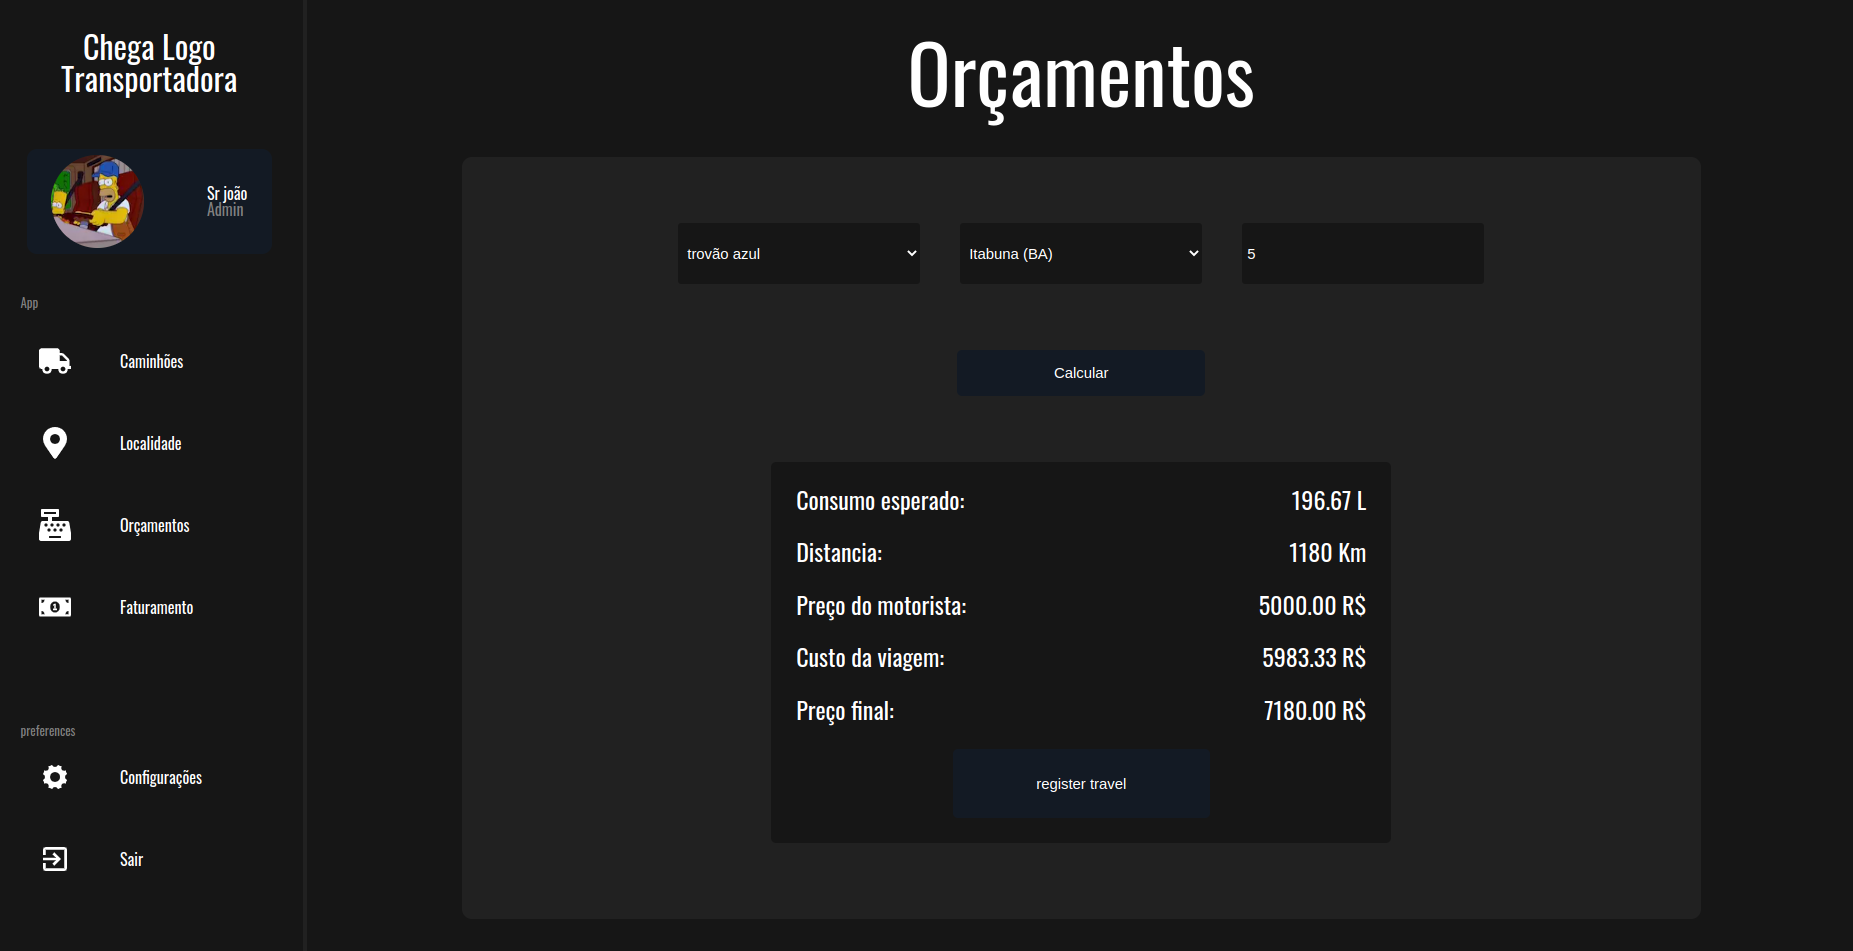 Chega Logo
Transportadora
Sr joão
Admin
App
Caminhões
Localidade
Orçamentos
Faturamento
preferences
Configurações
Sair
Orçamentos
trovão azul
Itabuna (BA)
5
Calcular
Consumo esperado: 196.67 L
Distancia: 1180 Km
Preço do motorista: 5000.00 R$
Custo da viagem: 5983.33 R$
Preço final: 7180.00 R$
register travel